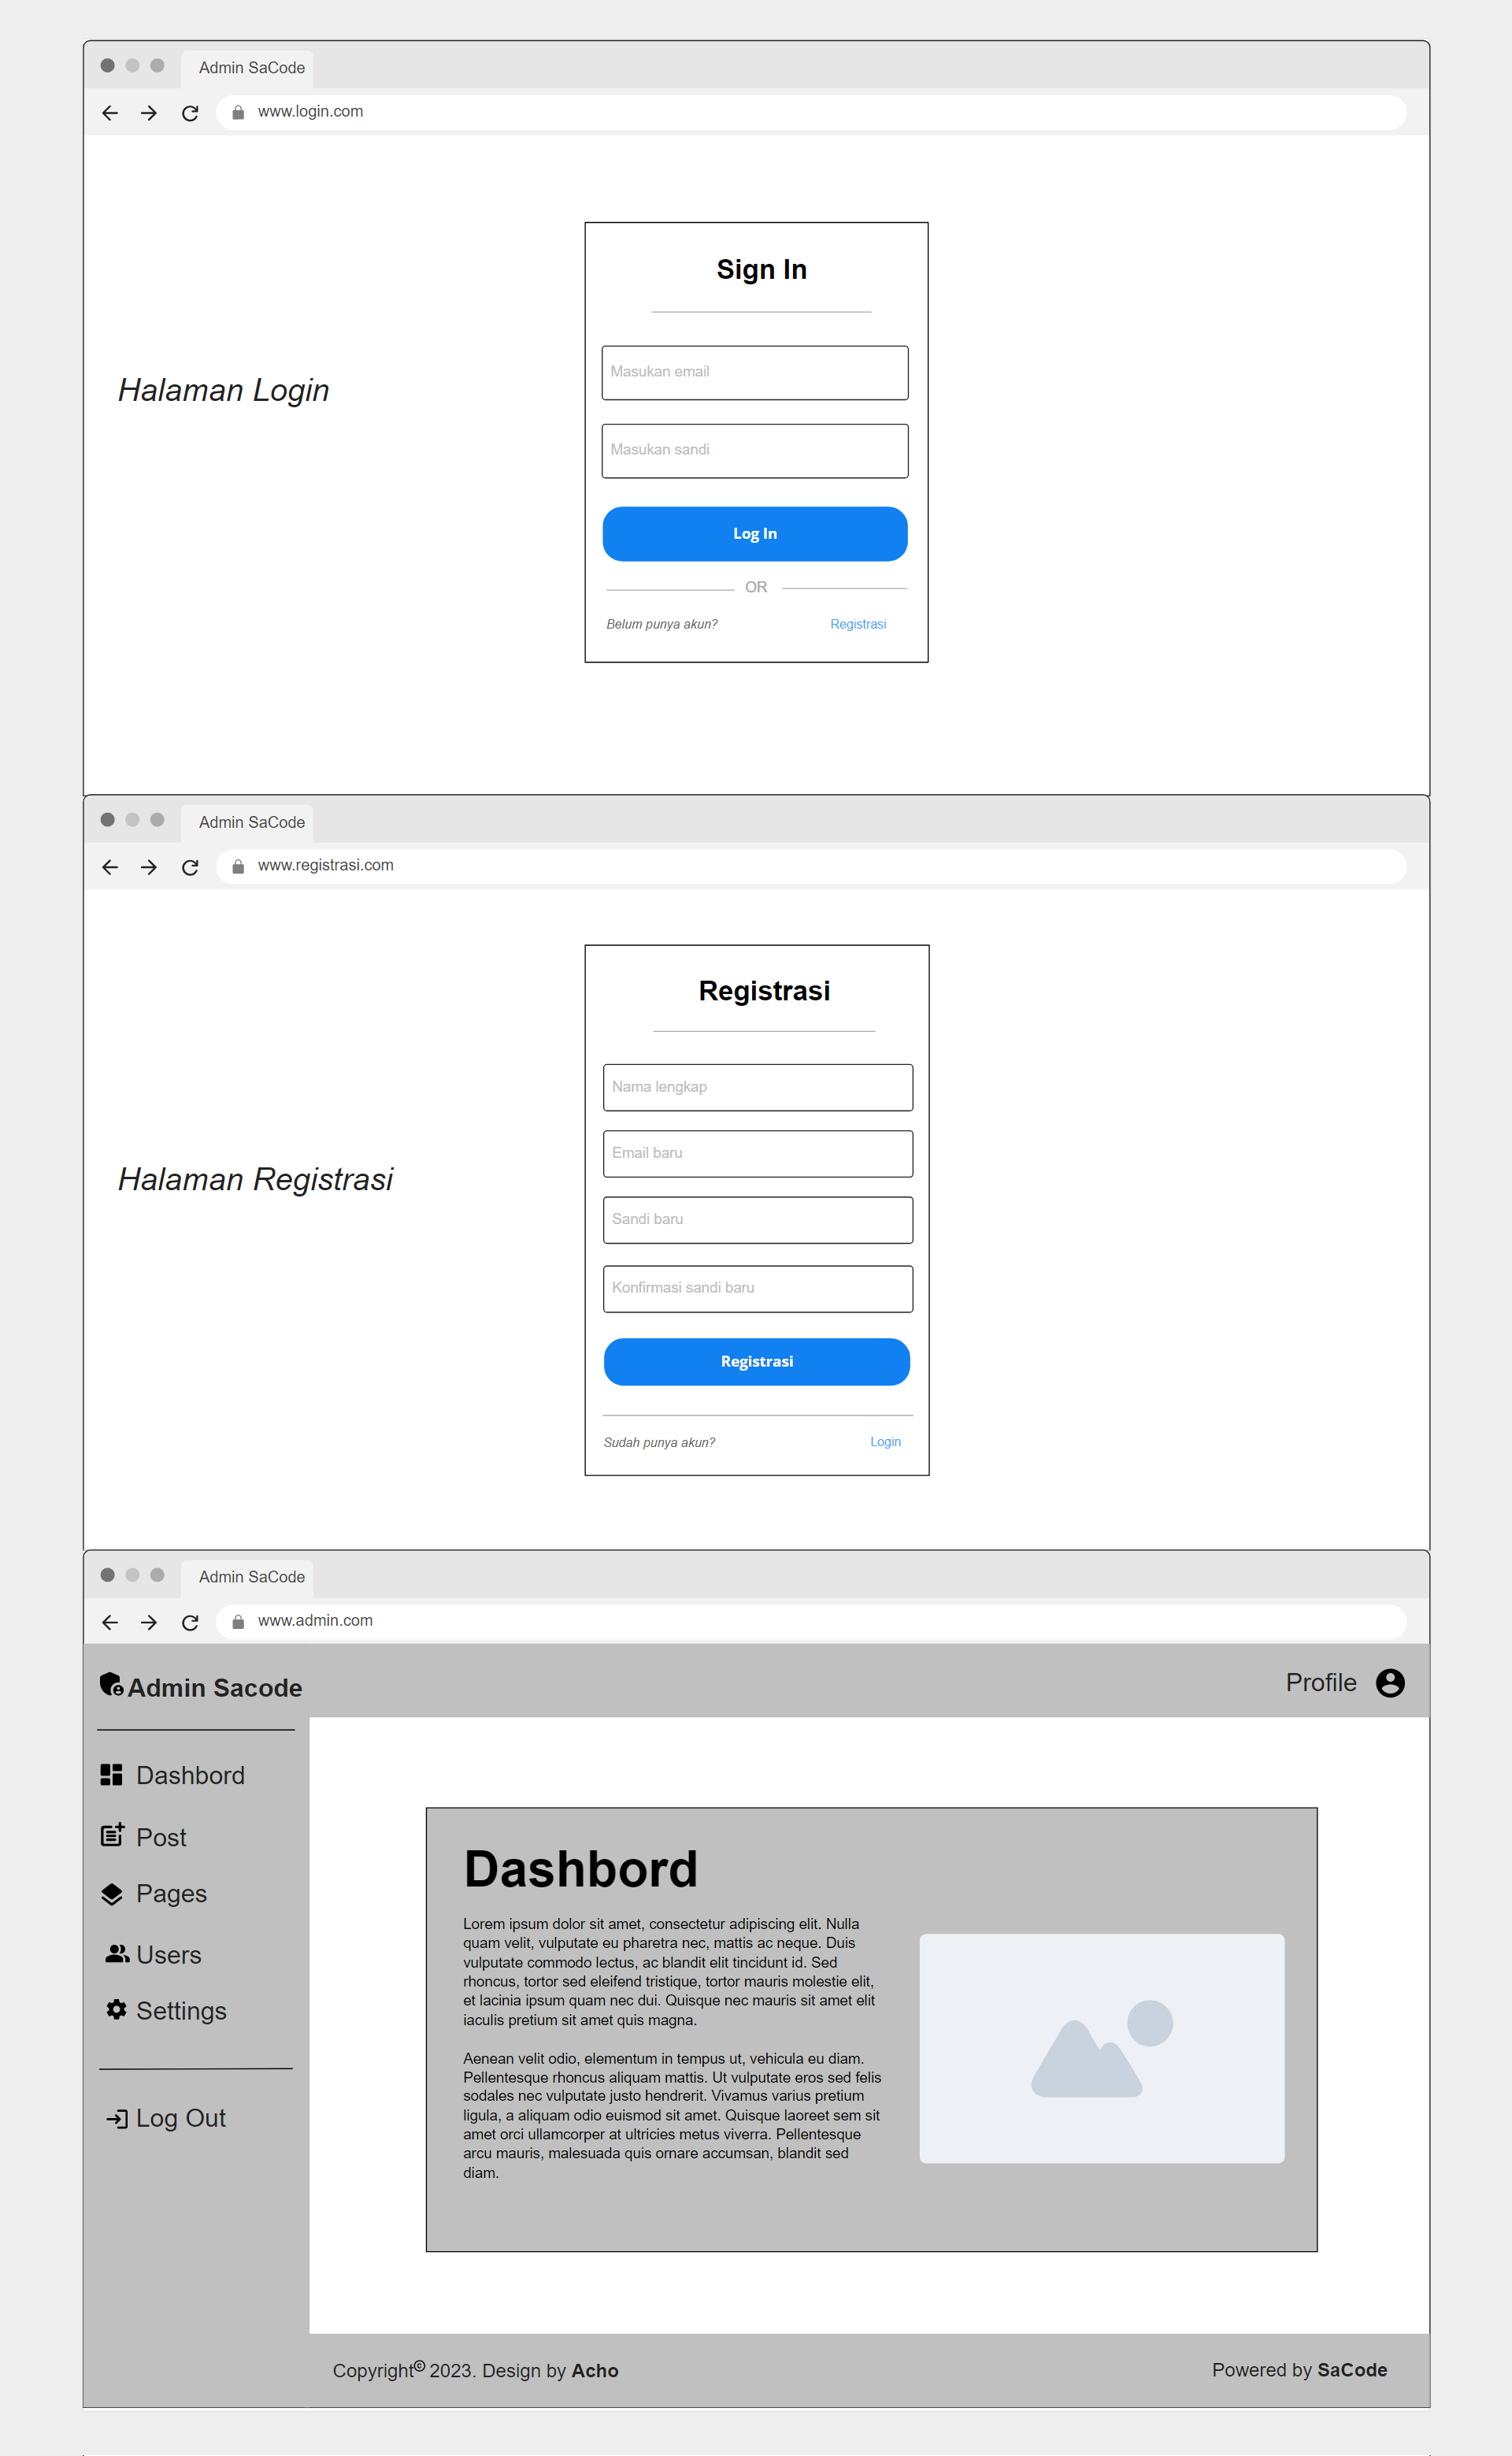 Admin SaCode
www.login.com
Sign In
Halaman Login
Masukan email
Masukan sandi
Log In
OR
Belum punya akun? Registrasi
Admin SaCode
www.registrasi.com
Registrasi
Halaman Registrasi
Nama lengkap
Email baru
Sandi baru
Konfirmasi sandi baru
Registrasi
Sudah punya akun? Login
Admin SaCode
www.admin.com
Admin Sacode
Profile
Dashbord
Post
Pages
Users
Settings
Log Out
Dashbord
Lorem ipsum dolor sit amet, consectetur adipiscing elit. Nulla
quam velit, vulputate eu pharetra nec, mattis ac neque. Duis
vulputate commodo lectus, ac blandit elit tincidunt id. Sed
rhoncus, tortor sed eleifend tristique, tortor mauris molestie elit,
et lacinia ipsum quam nec dui. Quisque nec mauris sit amet elit
iaculis pretium sit amet quis magna.
Aenean velit odio, elementum in tempus ut, vehicula eu diam.
Pellentesque rhoncus aliquam mattis. Ut vulputate eros sed felis
sodales nec vulputate justo hendrerit. Vivamus varius pretium
ligula, a aliquam odio euismod sit amet. Quisque laoreet sem sit
amet orci ullamcorper at ultricies metus viverra. Pellentesque
arcu mauris, malesuada quis ornare accumsan, blandit sed
diam.
Copyright© 2023. Design by Acho
Powered by SaCode